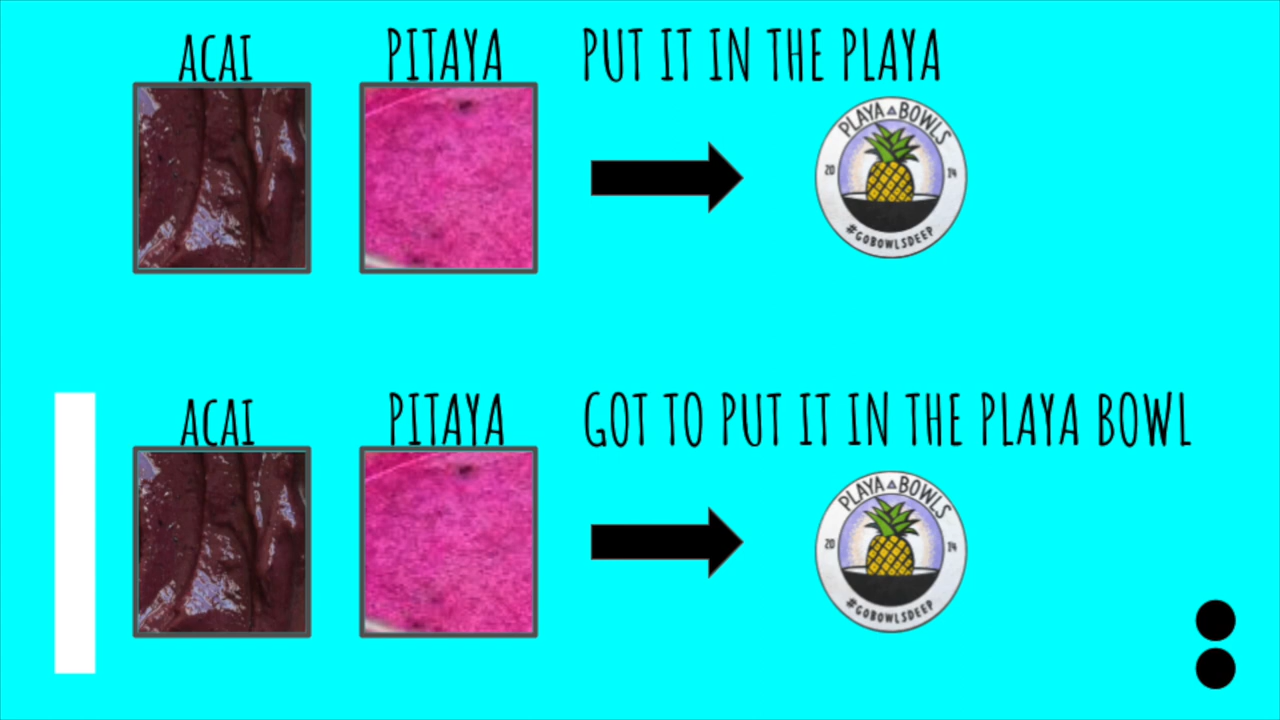 ACAI PITAYA PUT IT IN THE PLAYA
PLAYA BOWLS
20 14
#GOBOWLSDEEP
ACAI PITAYA GOT TO PUT IT IN THE PLAYA BOWL
PLAYA BOWLS
20 14
#GOBOWLSDEEP